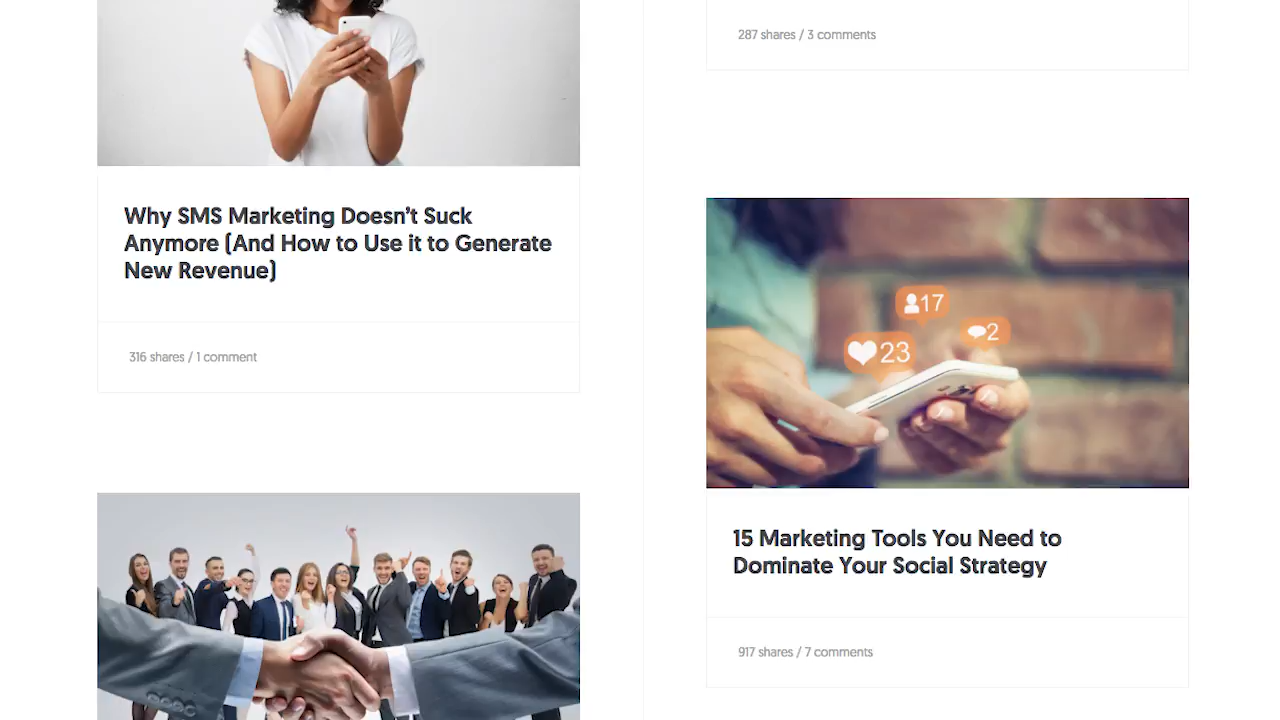 287 shares / 3 comments
Why SMS Marketing Doesn’t Suck
Anymore (And How to Use it to Generate
New Revenue)
316 shares / 1 comment
17
2
23
15 Marketing Tools You Need to
Dominate Your Social Strategy
917 shares / 7 comments